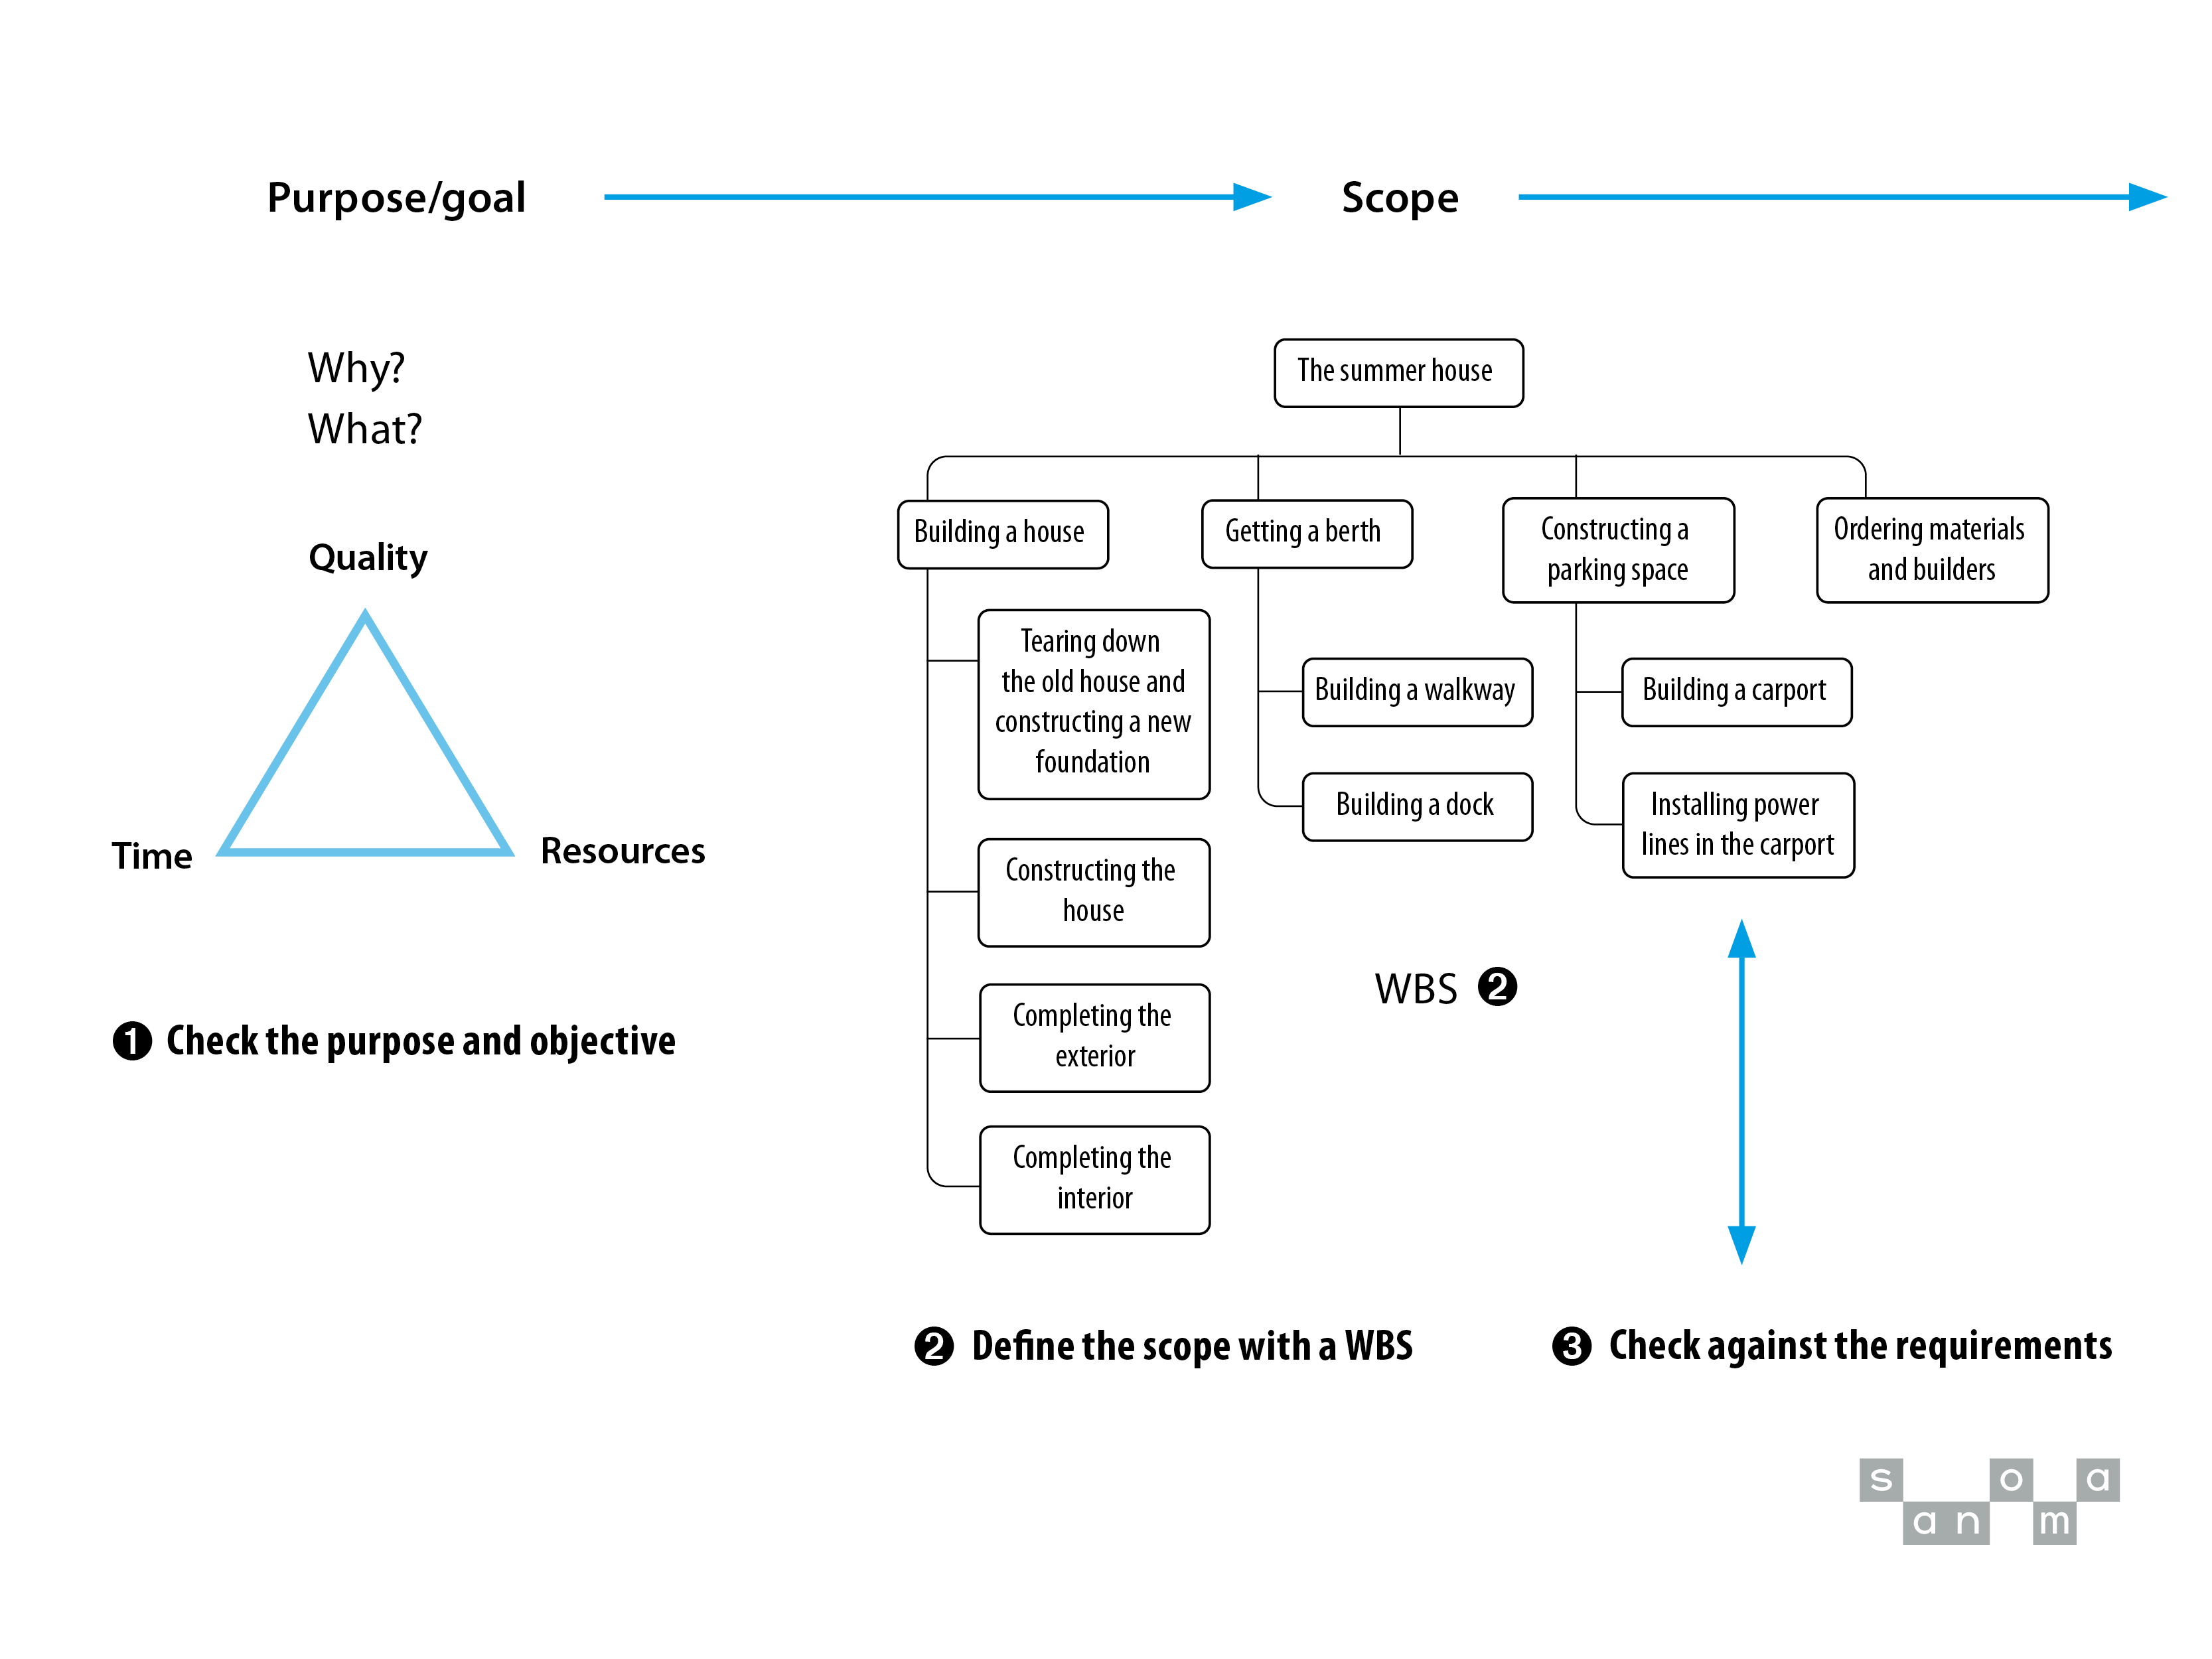 Purpose/goal
Scope
Why?
What?
Quality
Time
Resources
❶ Check the purpose and objective
The summer house
Building a house
Tearing down
the old house and
constructing a new
foundation
Constructing the
house
Completing the
exterior
Completing the
interior
Getting a berth
Building a walkway
Building a dock
Constructing a
parking space
Building a carport
Installing power
lines in the carport
Ordering materials
and builders
WBS ❷
❷ Define the scope with a WBS
❸ Check against the requirements
sanoma